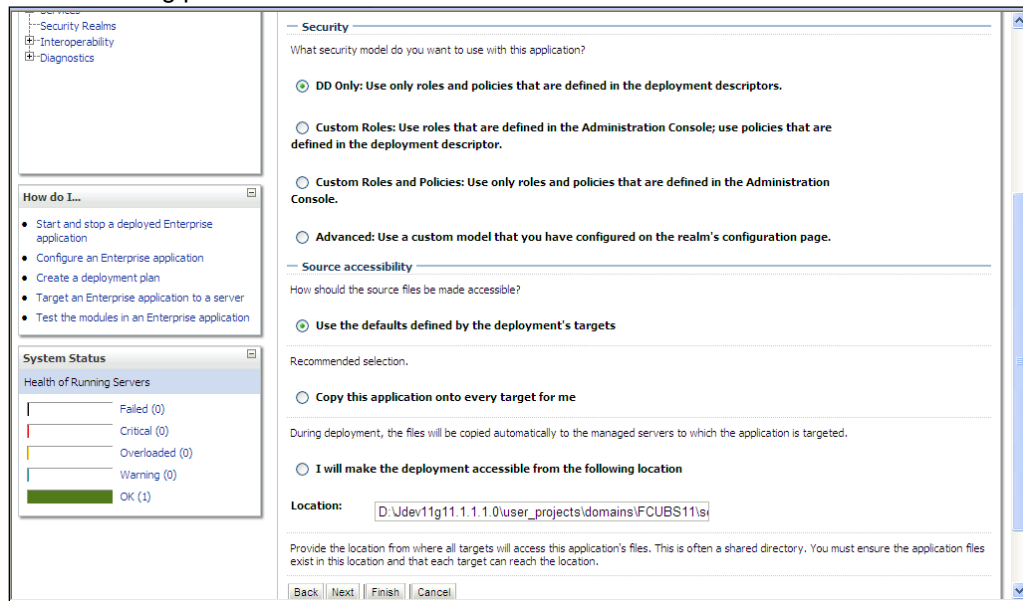 Security Realms
Interoperability
Diagnostics
How do I...
Start and stop a deployed Enterprise
application
Configure an Enterprise application
Create a deployment plan
Target an Enterprise application to a server
Test the modules in an Enterprise application
System Status
Health of Running Servers
Failed (0)
Critical (0)
Overloaded (0)
Warning (0)
OK (1)
Security
What security model do you want to use with this application?
DD Only: Use only roles and policies that are defined in the deployment descriptors.
Custom Roles: Use roles that are defined in the Administration Console; use policies that are
defined in the deployment descriptor.
Custom Roles and Policies: Use only roles and policies that are defined in the Administration
Console.
Advanced: Use a custom model that you have configured on the realm's configuration page.
Source accessibility
How should the source files be made accessible?
Use the defaults defined by the deployment's targets
Recommended selection.
Copy this application onto every target for me
During deployment, the files will be copied automatically to the managed servers to which the application is targeted.
I will make the deployment accessible from the following location
Location: D:\Jdev11g11.1.1.1.0\user_projects\domains\FCUBS11\s
Provide the location from where all targets will access this application's files. This is often a shared directory. You must ensure the application files
exist in this location and that each target can reach the location.
Back Next Finish Cancel